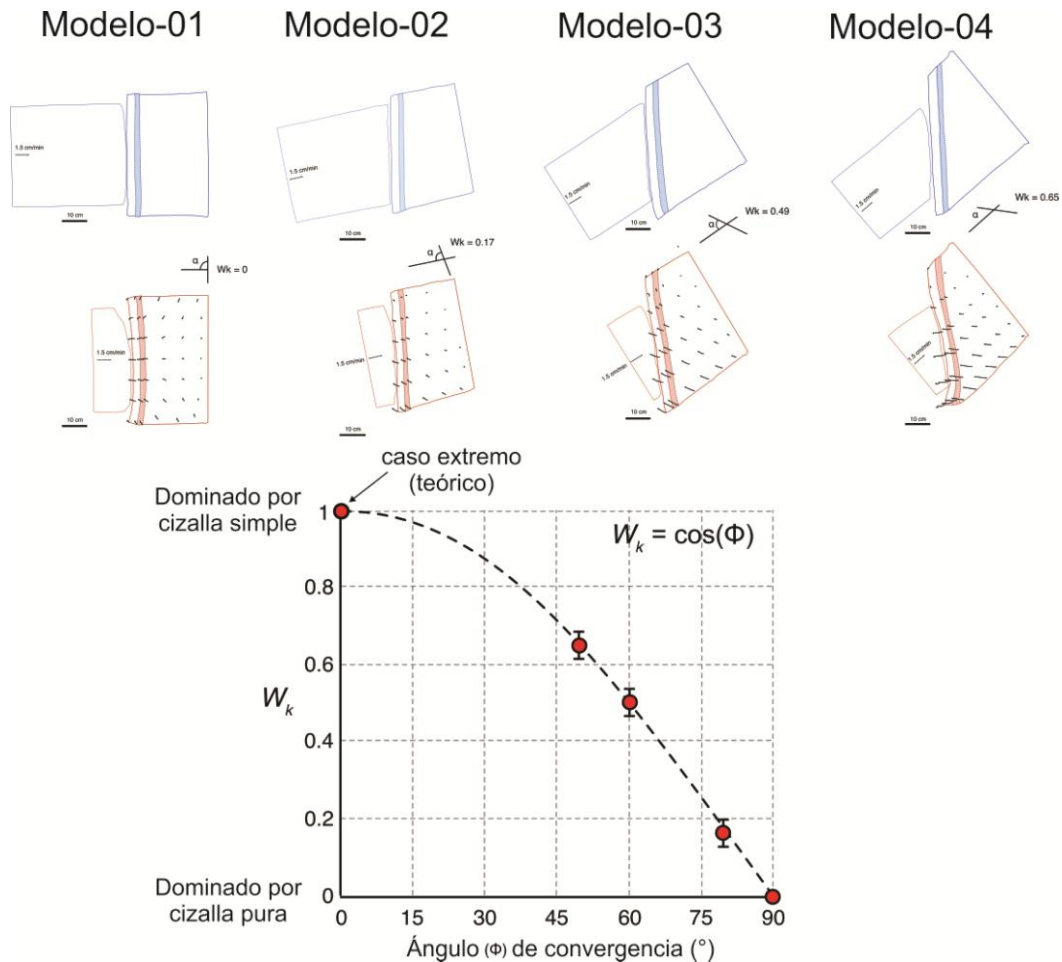 Modelo-01
Modelo-02
Modelo-03
Modelo-04
1.5 cm/min
10 cm
1.5 cm/min
10 cm
1.5 cm/min
10 cm
1.5 cm/min
10 cm
α
Wk = 0
α
Wk = 0.17
α
Wk = 0.49
α
Wk = 0.65
1.5 cm/min
10 cm
1.5 cm/min
10 cm
1.5 cm/min
10 cm
1.5 cm/min
10 cm
caso extremo
(teórico)
Dominado por
cizalla simple
Wk = cos(Φ)
1
0.8
0.6
Wk
0.4
0.2
0
Dominado por
cizalla pura
0 15 30 45 60 75 90
Ángulo (Φ) de convergencia (°)